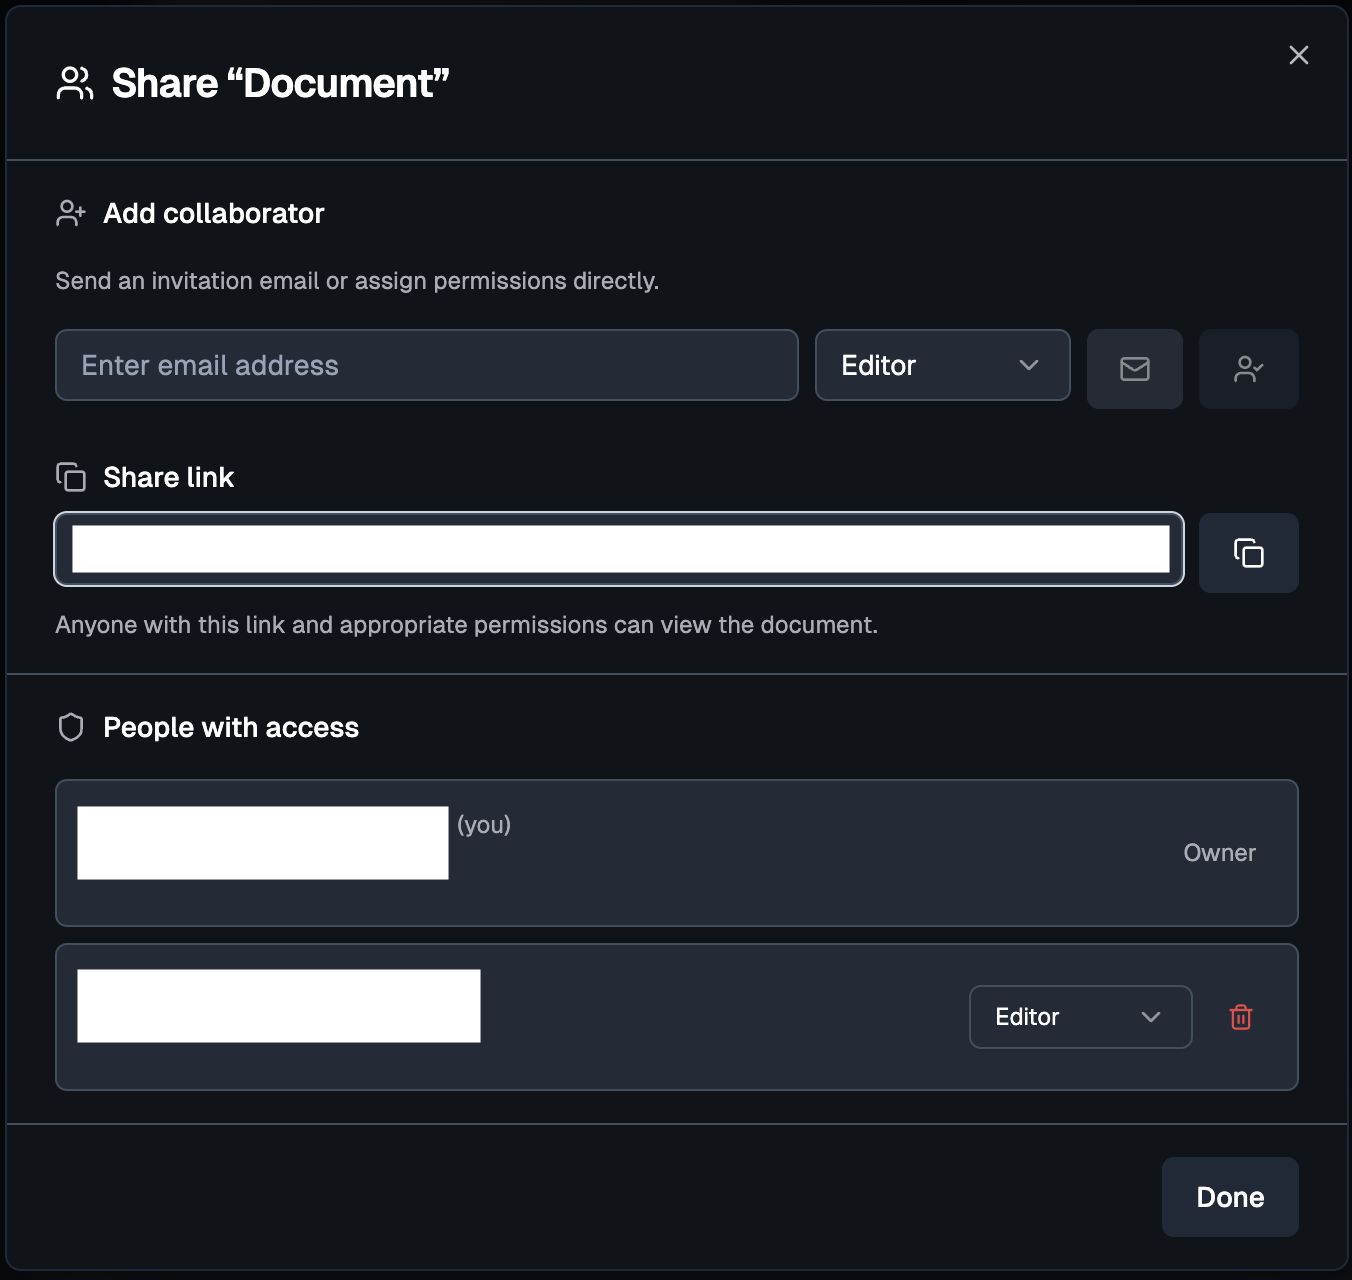 Share “Document”
Add collaborator
Send an invitation email or assign permissions directly.
Enter email address
Editor
Share link
Anyone with this link and appropriate permissions can view the document.
People with access
(you)
Owner
Editor
Done